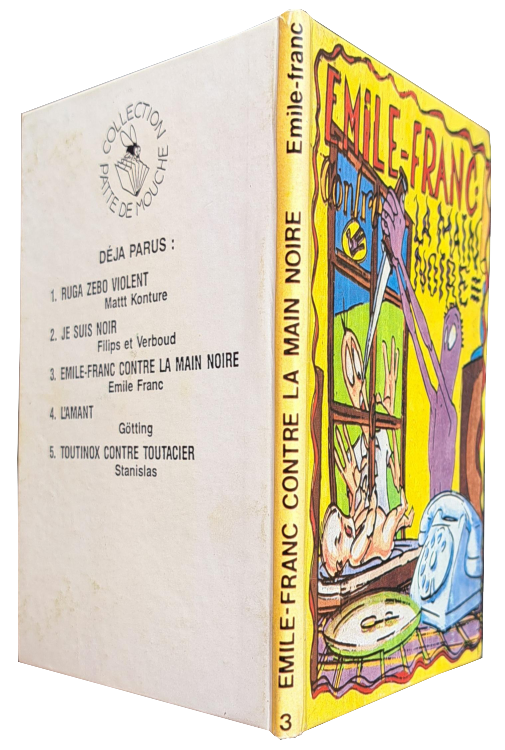 COLLECTION
PATTE DE MOUCHE
DÉJA PARUS :
1. RUGA ZEBO VIOLENT
Mattt Konture
2. JE SUIS NOIR
Filips et Verboud
3. EMILE-FRANC CONTRE LA MAIN NOIRE
Emile Franc
4. L'AMANT
Götting
5. TOUTINOX CONTRE TOUTACIER
Stanislas
3 EMILE-FRANC CONTRE LA MAIN NOIRE Emile-franc
EMILE-FRANC
contre
LA MAIN
NOIRE !!!